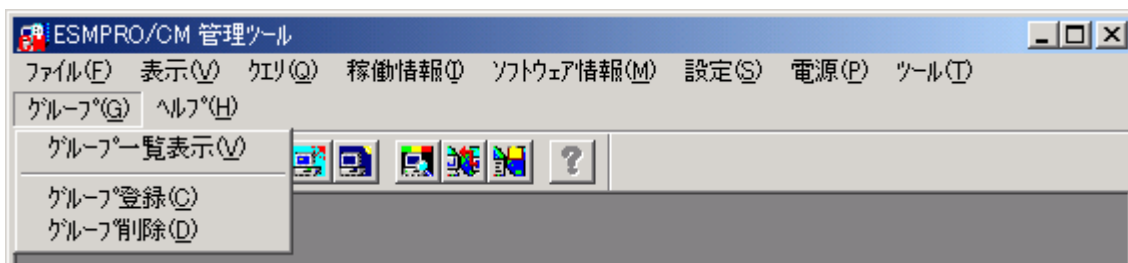 ESMPRO/CM 管理ツール
ファイル(F) 表示(V) クエリ(Q) 稼働情報(I) ソフトウェア情報(M) 設定(S) 電源(P) ツール(T)
グループ(G) ヘルプ(H)
グループ一覧表示(V)
グループ登録(C)
グループ削除(D)